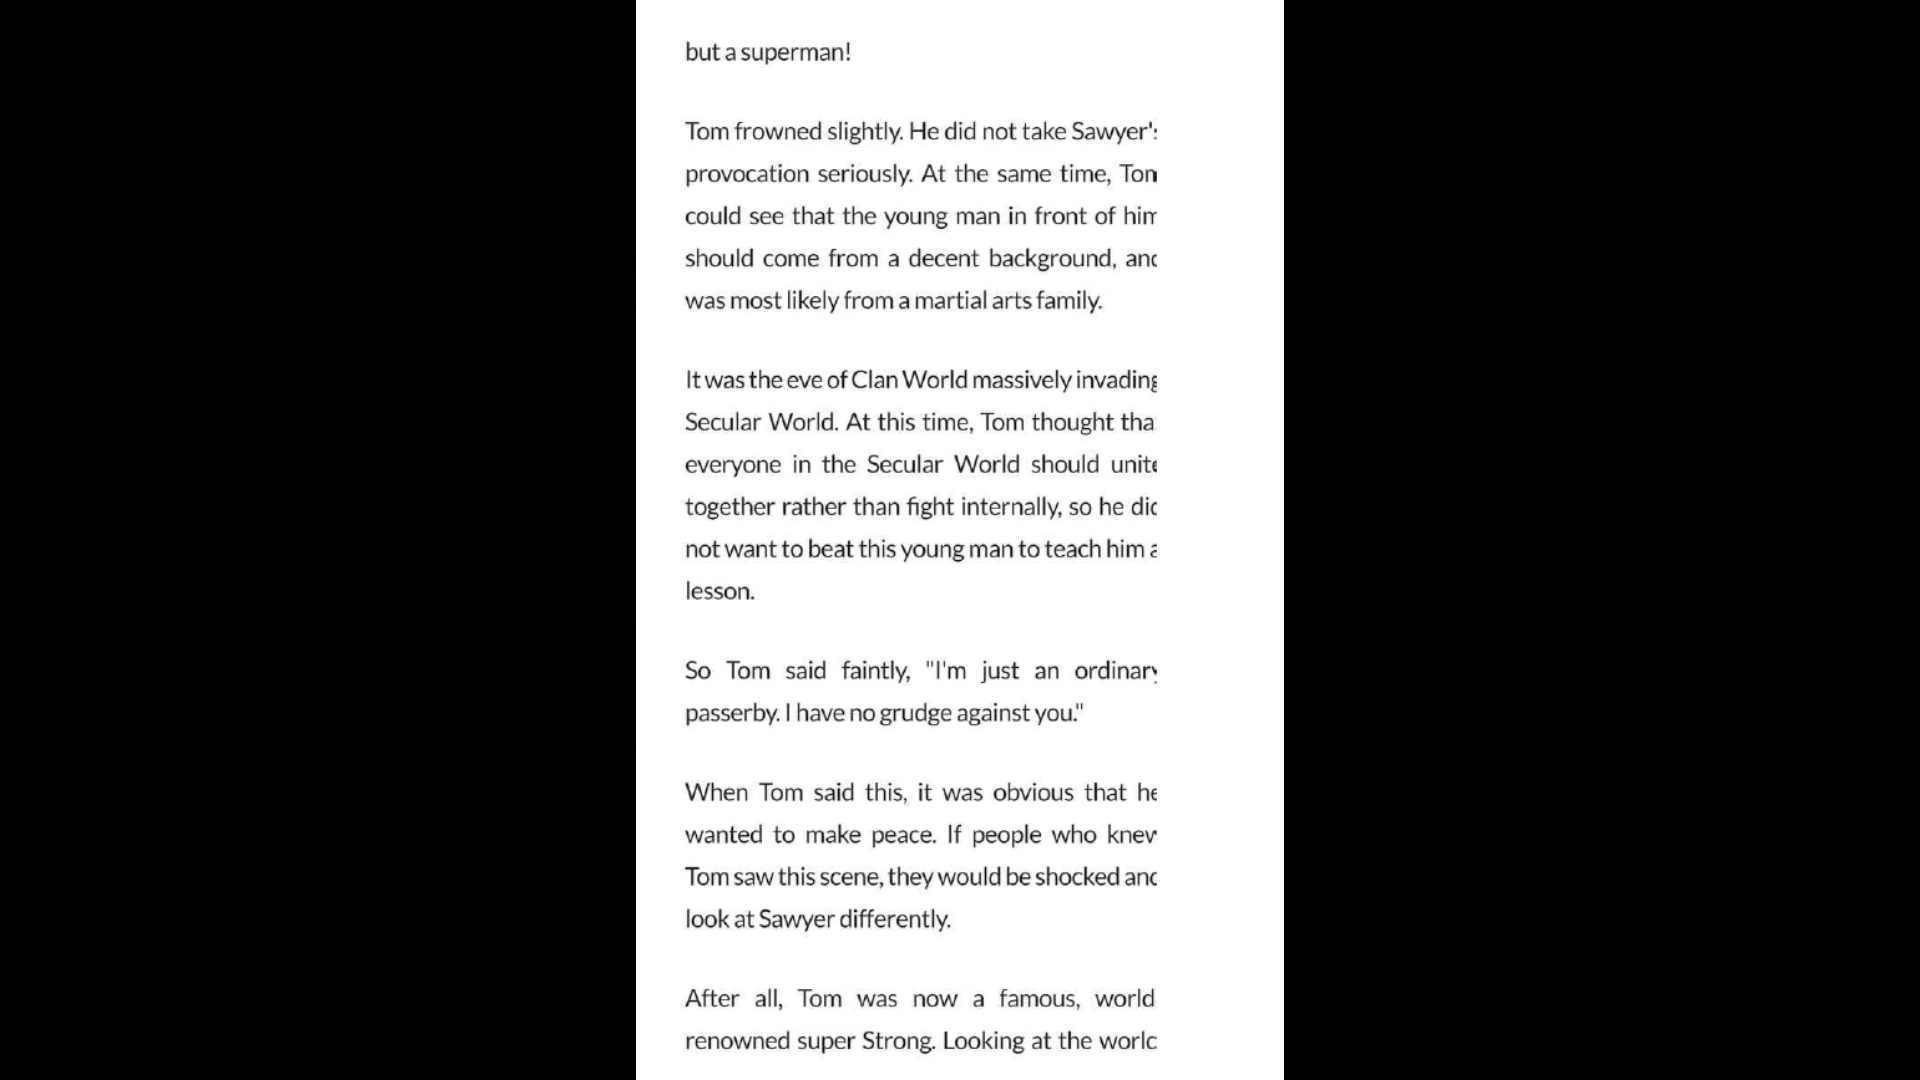 but a superman!
Tom frowned slightly. He did not take Sawyer's
provocation seriously. At the same time, Tom
could see that the young man in front of him
should come from a decent background, and
was most likely from a martial arts family.
It was the eve of Clan World massively invading
Secular World. At this time, Tom thought tha
everyone in the Secular World should unite
together rather than fight internally, so he did
not want to beat this young man to teach him a
lesson.
So Tom said faintly, "I'm just an ordinary
passerby. I have no grudge against you."
When Tom said this, it was obvious that he
wanted to make peace. If people who knew
Tom saw this scene, they would be shocked and
look at Sawyer differently.
After all, Tom was now a famous, world
renowned super Strong. Looking at the world